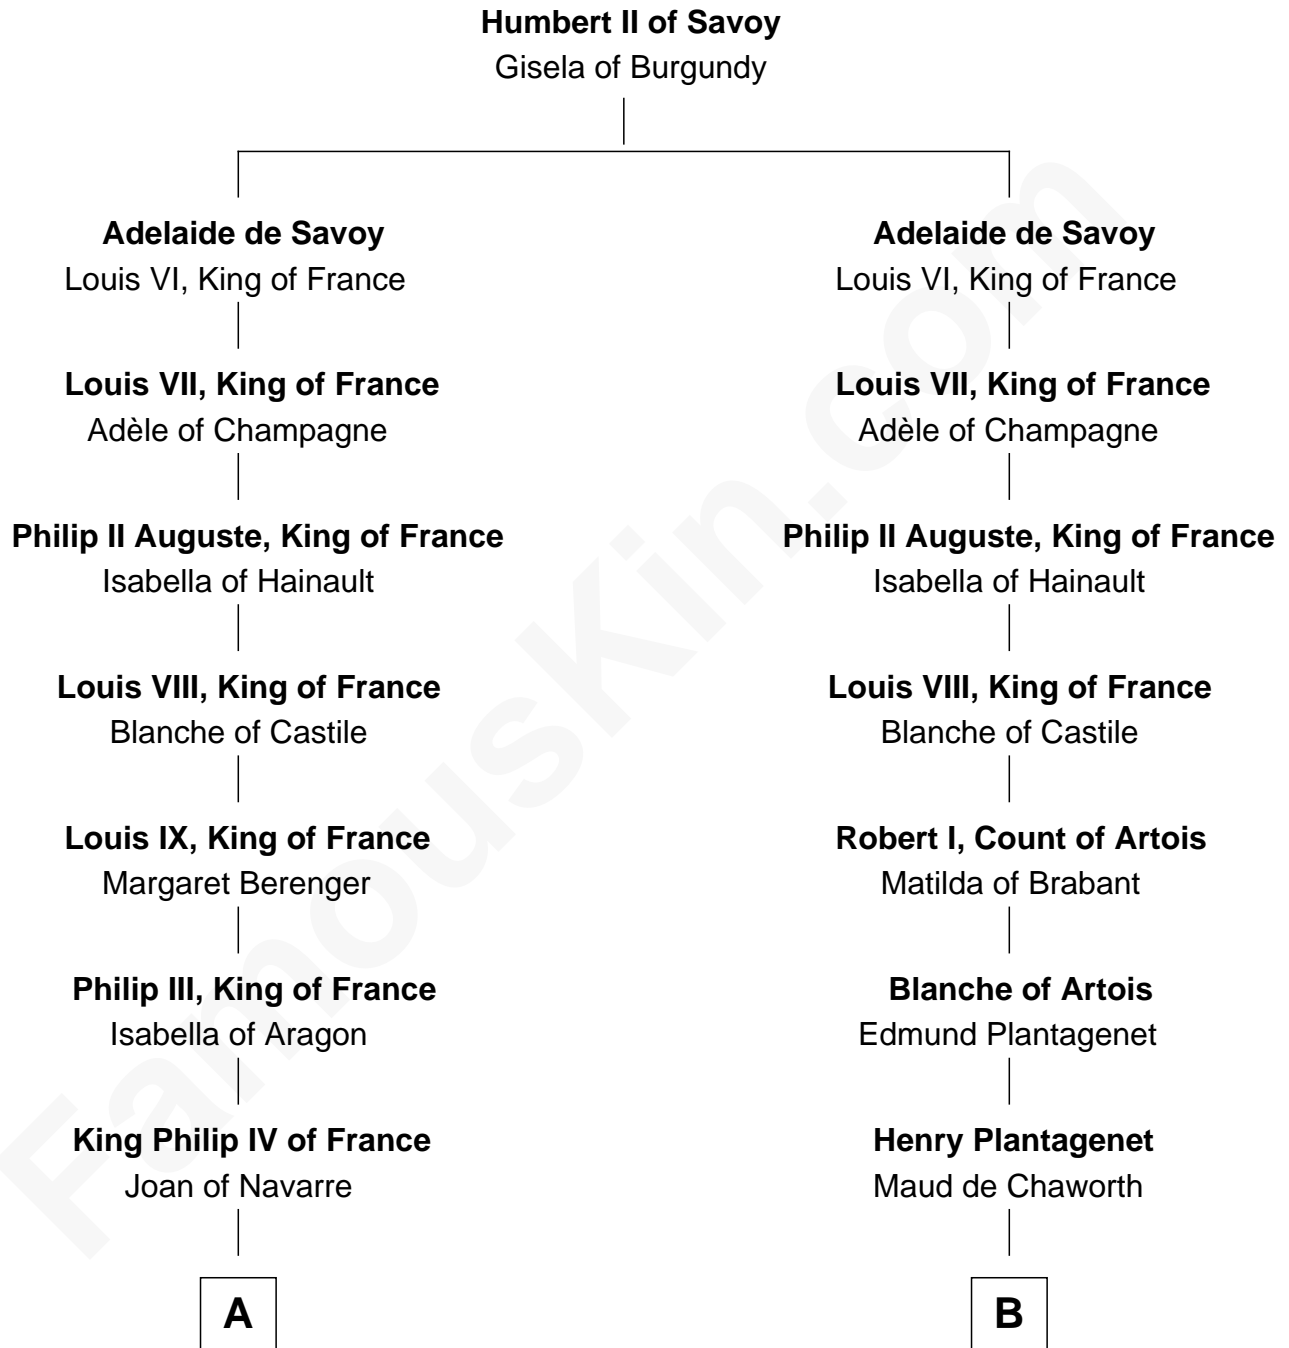 Humbert II of Savoy
Gisela of Burgundy
Adelaide de Savoy
Louis VI, King of France
Adelaide de Savoy
Louis VI, King of France
Louis VII, King of France
Adèle of Champagne
Louis VII, King of France
Adèle of Champagne
Philip II Auguste, King of France
Isabella of Hainault
Philip II Auguste, King of France
Isabella of Hainault
Louis VIII, King of France
Blanche of Castile
Louis VIII, King of France
Blanche of Castile
Louis IX, King of France
Margaret Berenger
Robert I, Count of Artois
Matilda of Brabant
Philip III, King of France
Isabella of Aragon
Blanche of Artois
Edmund Plantagenet
King Philip IV of France
Joan of Navarre
Henry Plantagenet
Maud de Chaworth
A
B
FamousKin.com